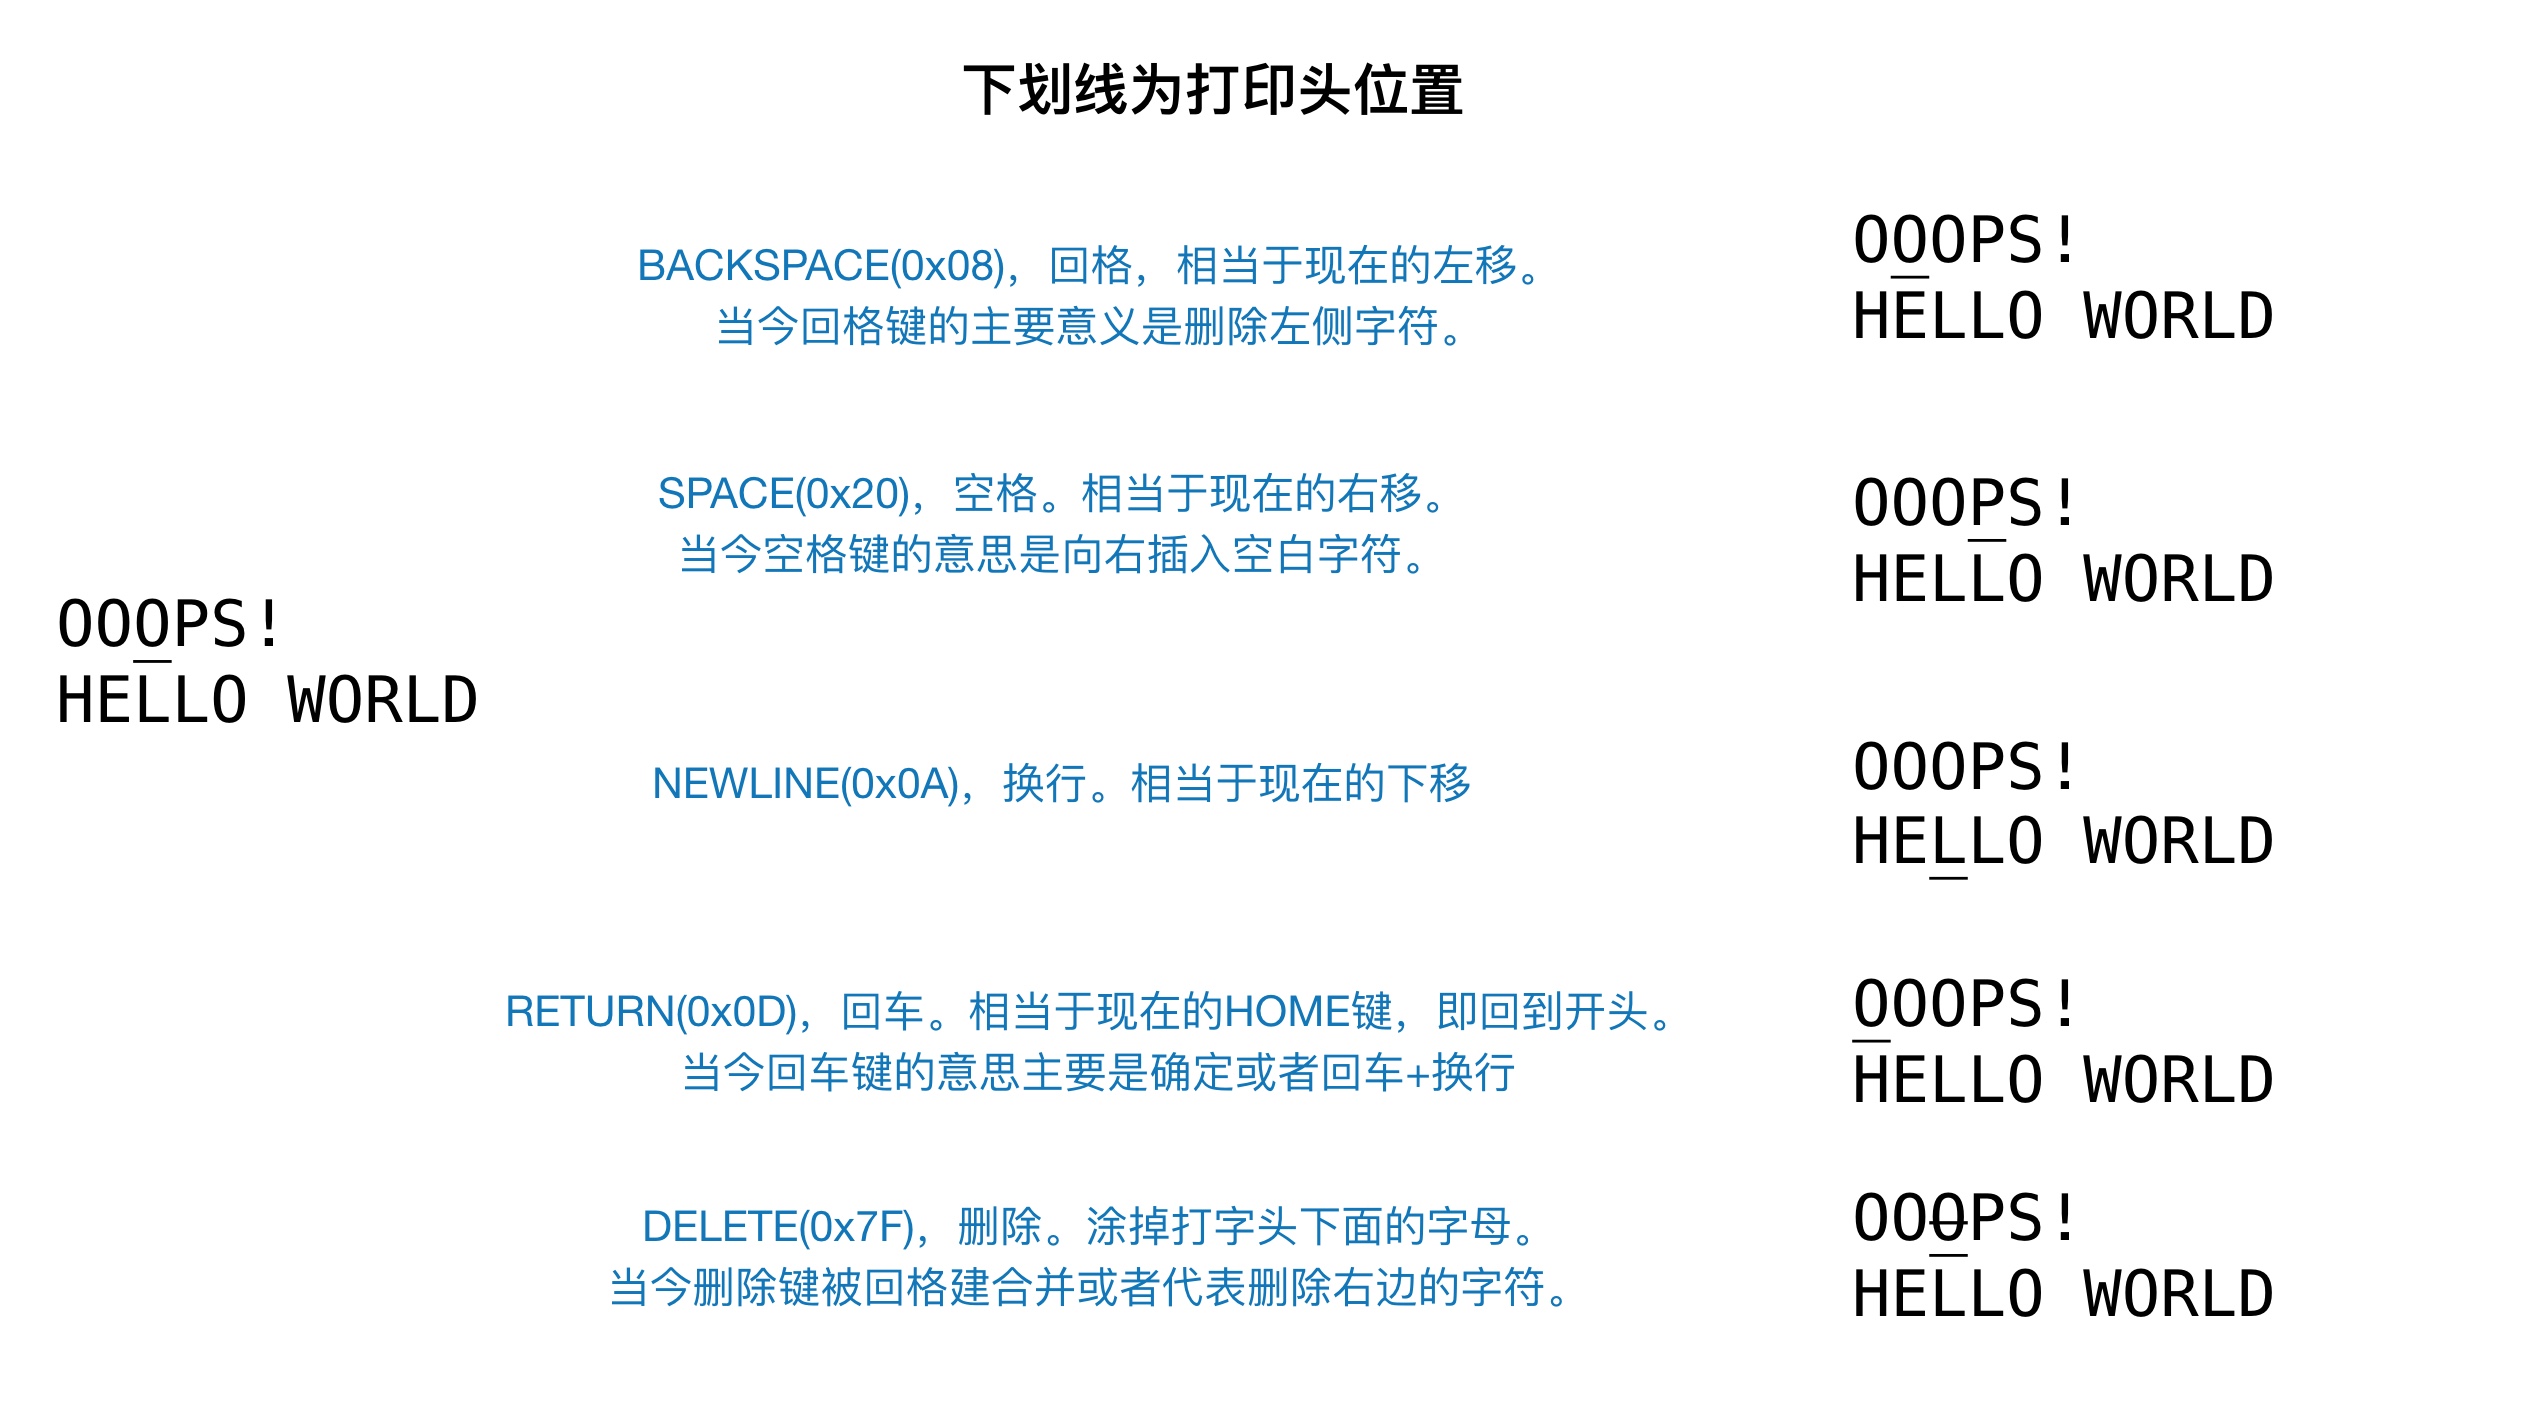 下划线为打印头位置
OOOPS!
HELLO WORLD
BACKSPACE(0x08)，回格，相当于现在的左移。
当今回格键的主要意义是删除左侧字符。
OOOPS!
HELLO WORLD
SPACE(0x20)，空格。相当于现在的右移。
当今空格键的意思是向右插入空白字符。
OOOPS!
HELLO WORLD
NEWLINE(0x0A)，换行。相当于现在的下移
OOOPS!
HELLO WORLD
RETURN(0x0D)，回车。相当于现在的HOME键，即回到开头。
当今回车键的意思主要是确定或者回车+换行
OOOPS!
HELLO WORLD
DELETE(0x7F)，删除。涂掉打字头下面的字母。
当今删除键被回格建合并或者代表删除右边的字符。
OOOPS!
HELLO WORLD